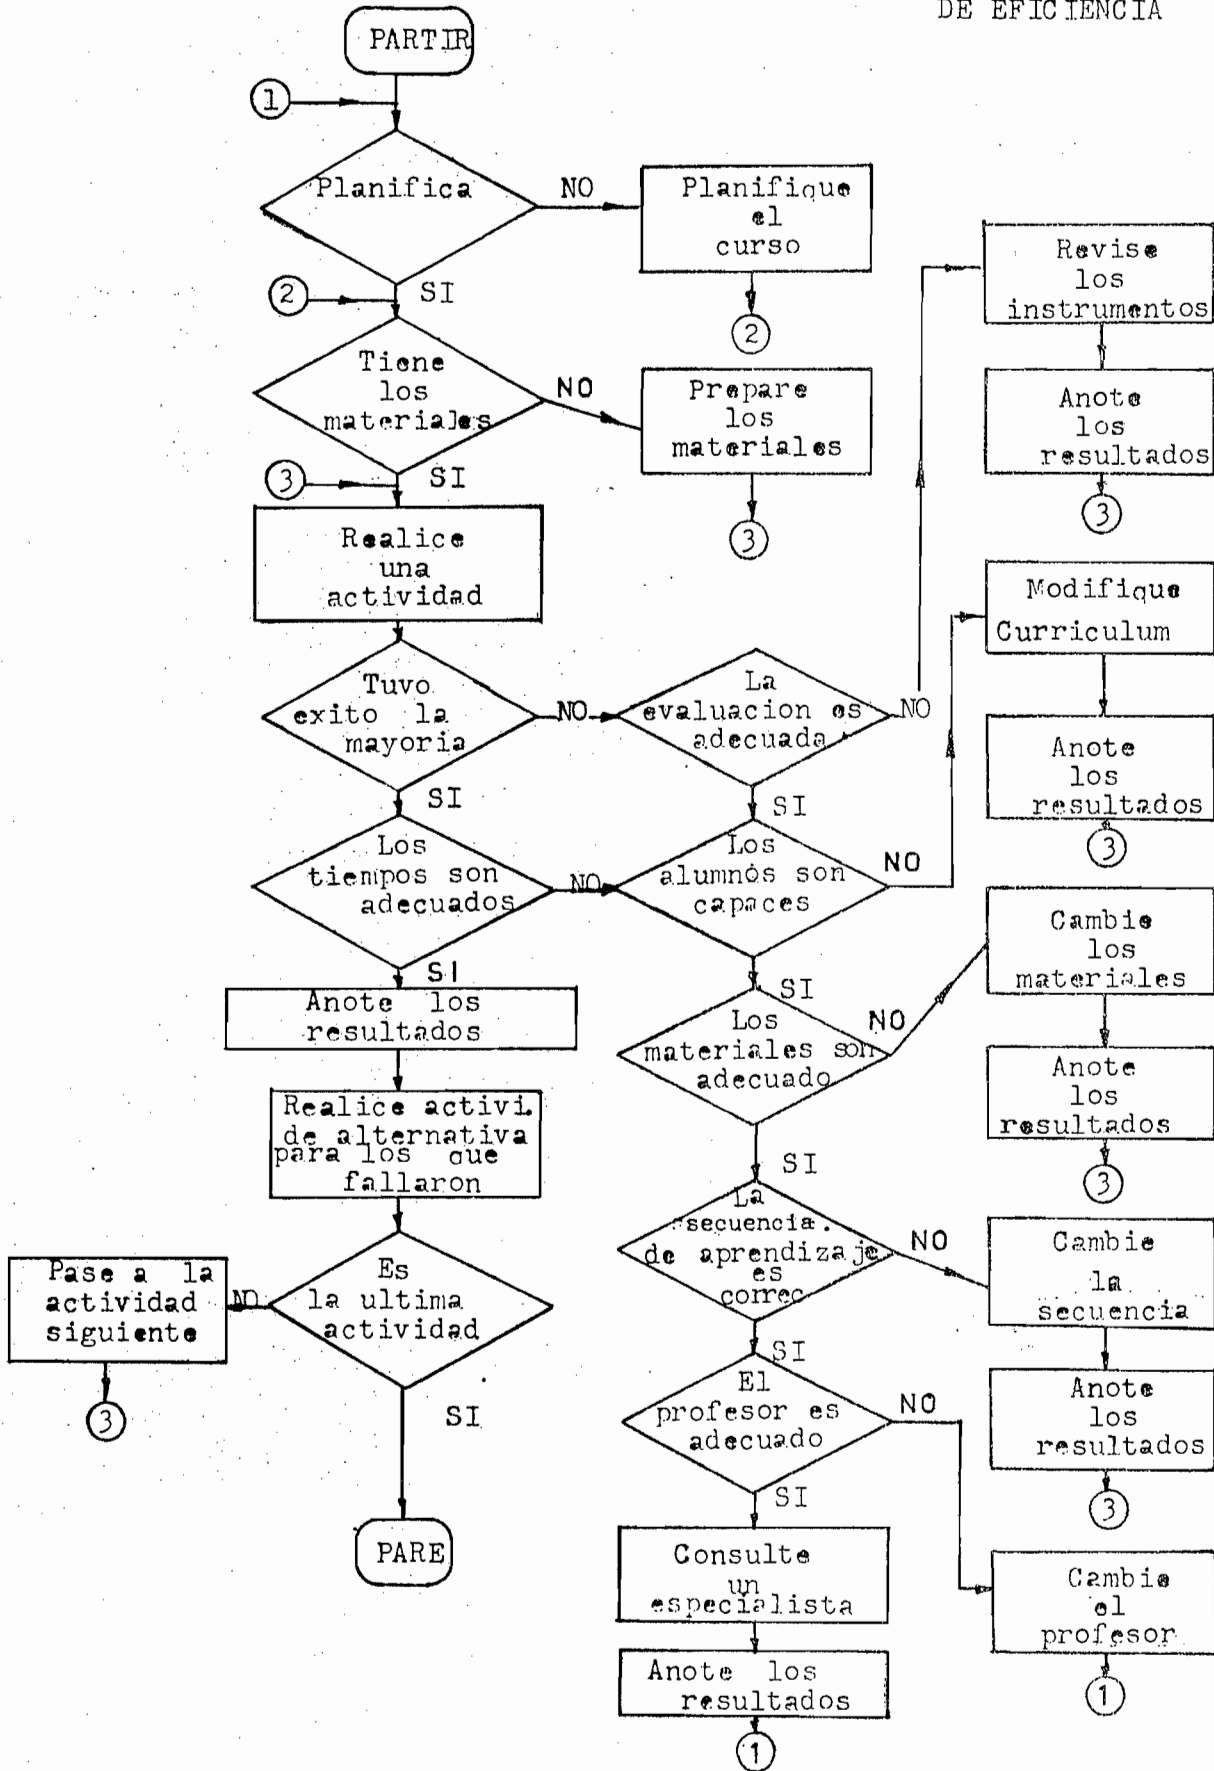 DE EFICIENCIA
PARTIR
1
Planifica
NO
Planifique
el
curso
2
SI
2
Tiene
los
materiales
NO
Prepare
los
materiales
3
SI
3
Realice
una
actividad
Tuvo
exito la
mayoria
NO
La
evaluacion es
adecuada
NO
Revise
los
instrumentos
Anote
los
resultados
3
SI
SI
Los
tiempos son
adecuados
NO
Los
alumnos son
capaces
NO
Modifique
Curriculum
Anote
los
resultados
3
SI
Anote los
resultados
SI
Los
materiales son
adecuado
NO
Cambie
los
materiales
Anote
los
resultados
3
Realice activi.
de alternativa
para los que
fallaron
SI
La
secuencia.
de aprendizaje
es
correc
NO
Cambie
la
secuencia
Anote
los
resultados
3
Es
la ultima
actividad
NO
Pase a la
actividad
siguiente
3
SI
PARE
SI
El
profesor es
adecuado
NO
Cambie
el
profesor
1
SI
Consulte
un
especialista
Anote los
resultados
1